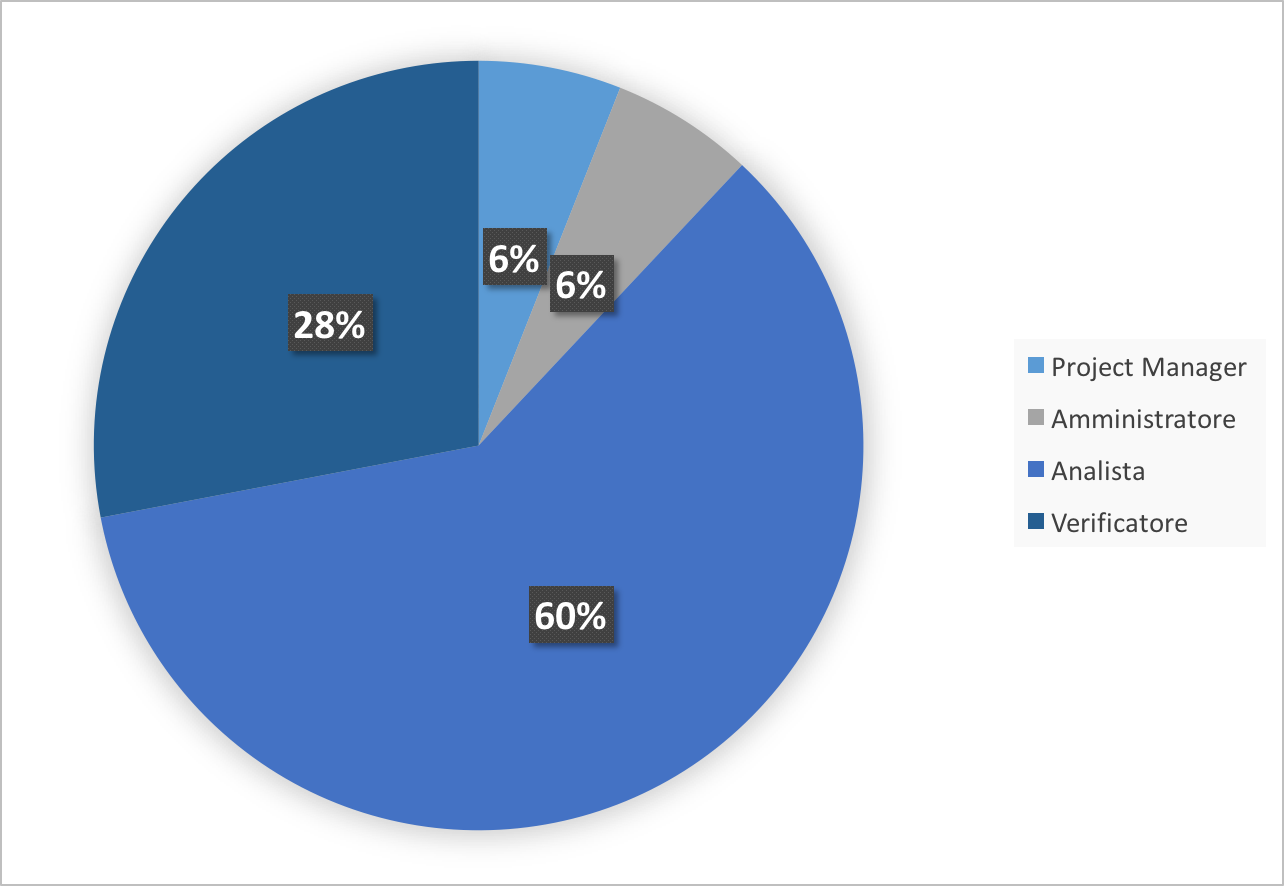 6%
6%
28%
60%
Project Manager
Amministratore
Analista
Verificatore